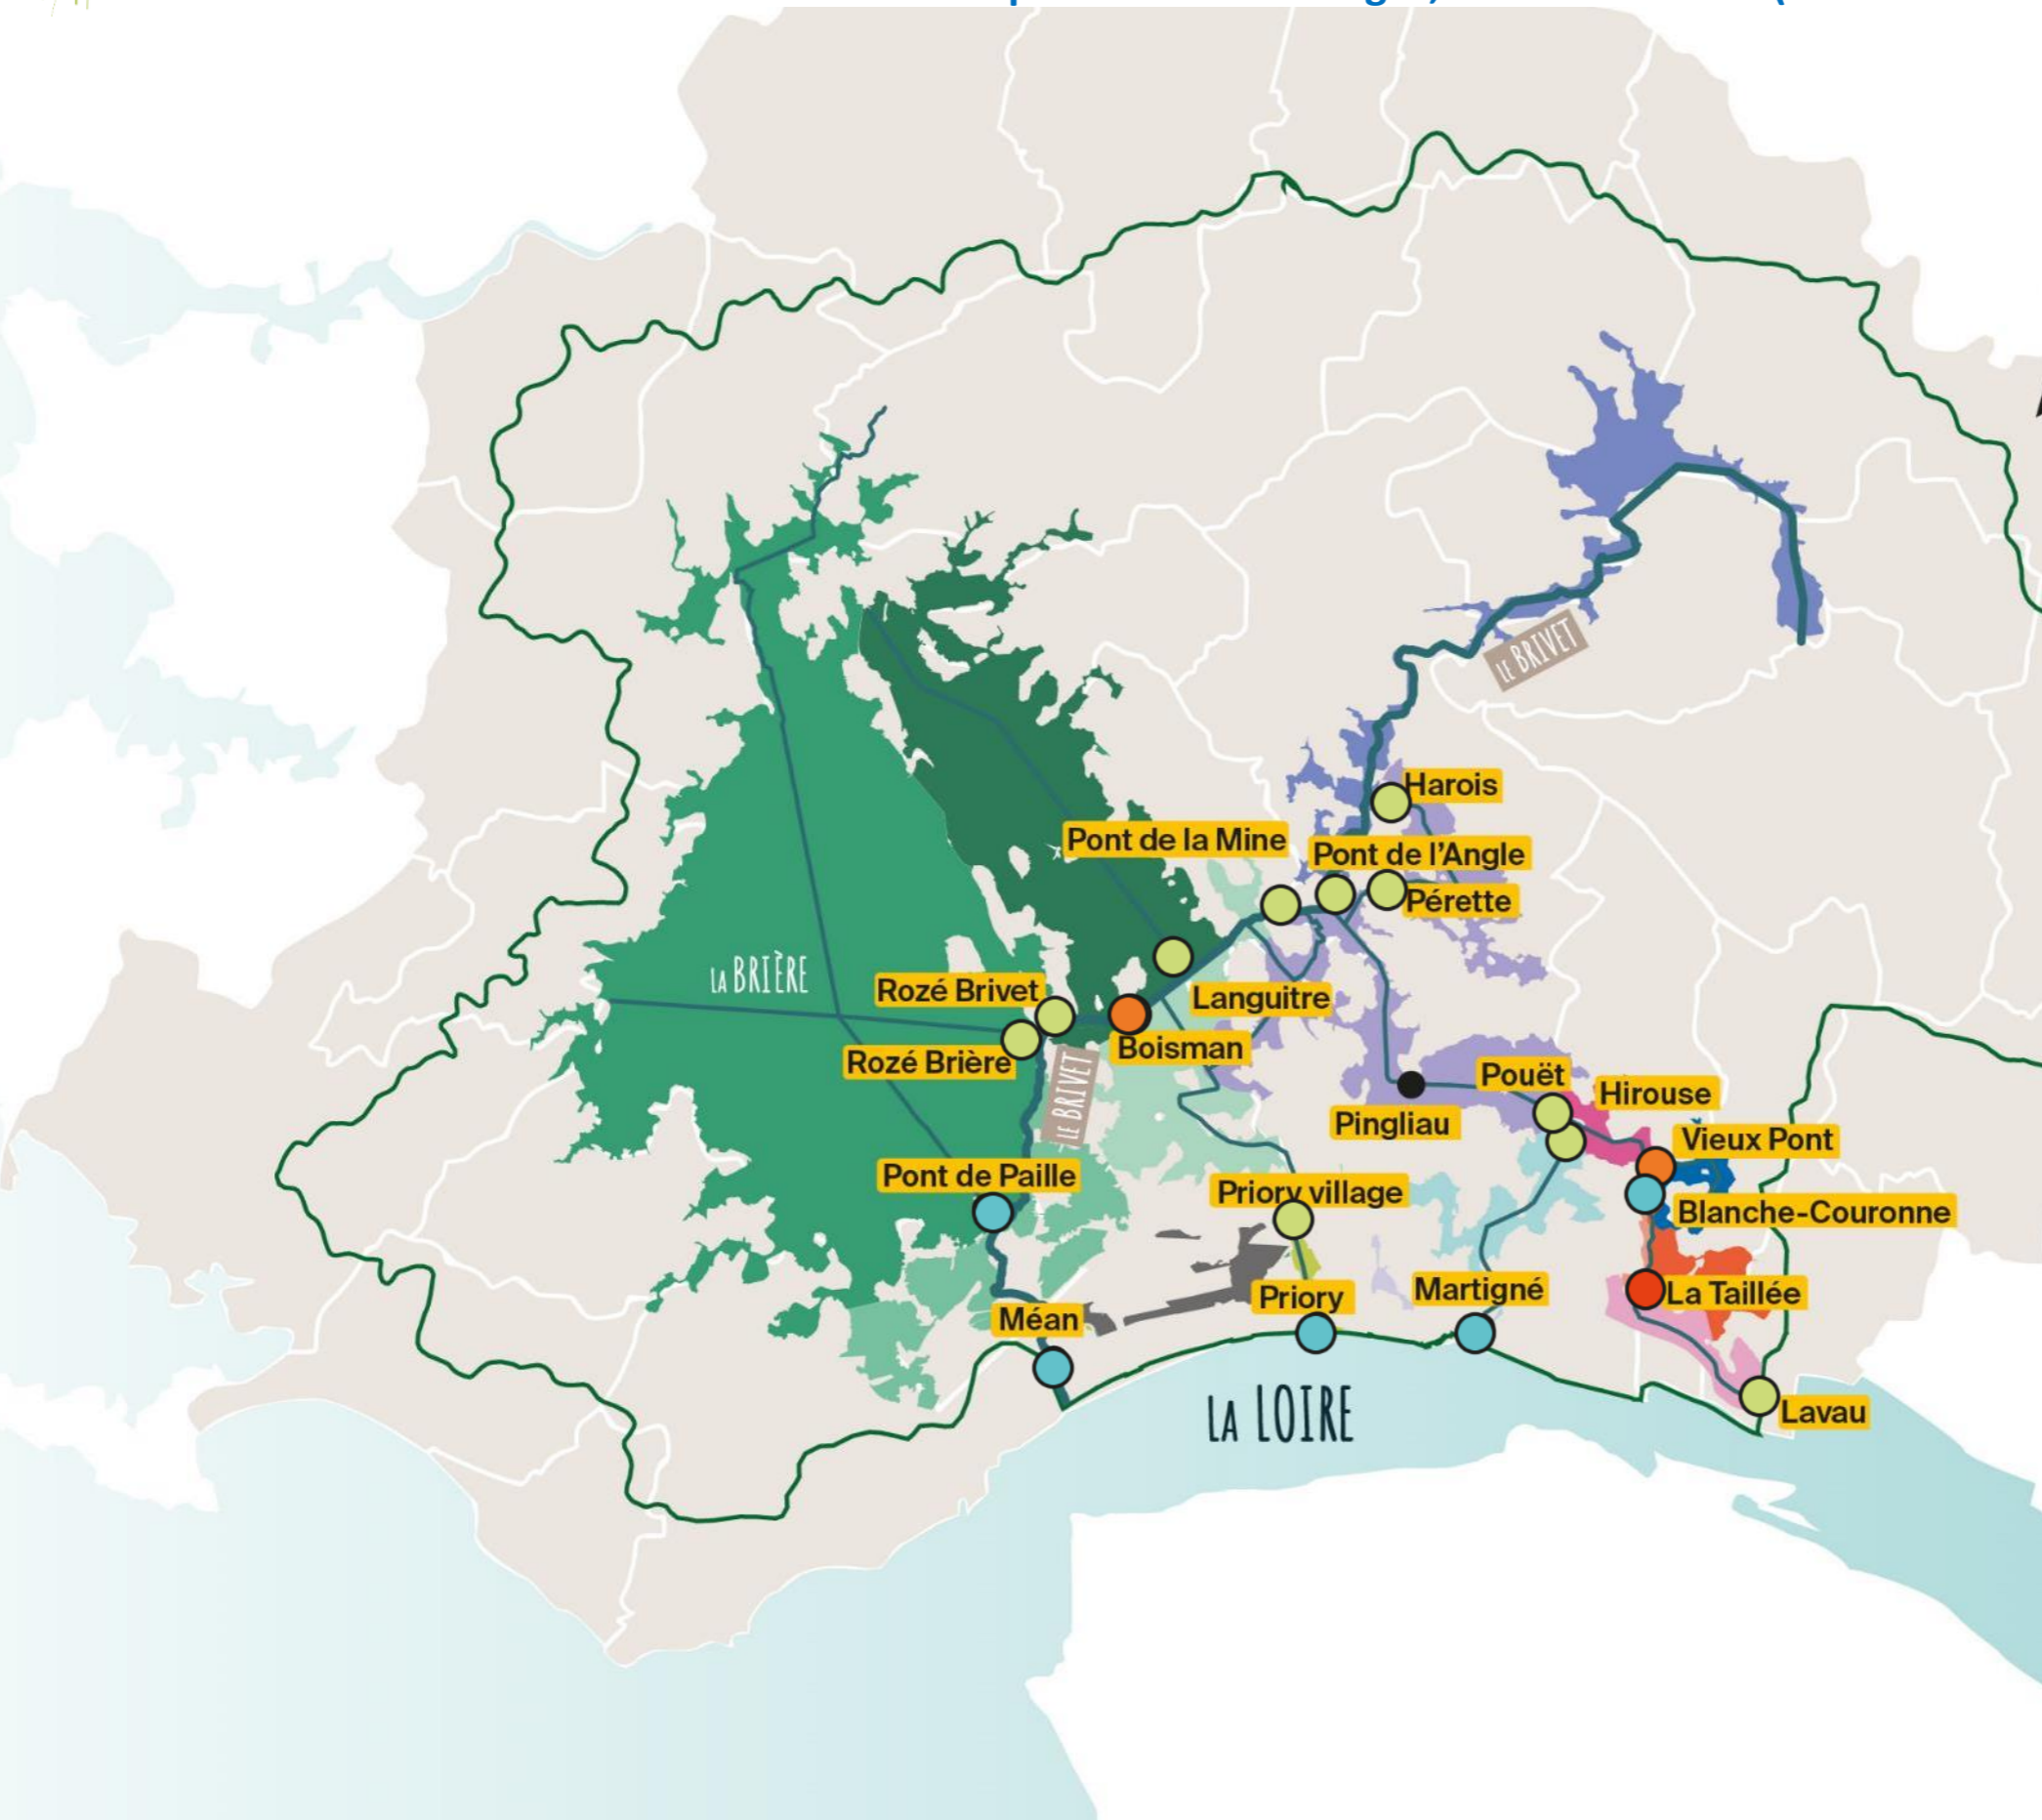 Harois
Pont de la Mine
Pont de l'Angle
Pérette
LE BRIVET
LA BRIÈRE
Rozé Brivet
Languitre
Boisman
Rozé Brière
LE BRIVET
Pouët
Hirouse
Pingliau
Vieux Pont
Pont de Paille
Priory village
Blanche-Couronne
Martigné
La Taillée
Priory
Méan
LA LOIRE
Lavau